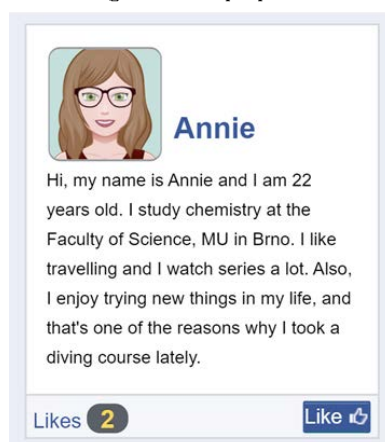 Annie
Hi, my name is Annie and I am 22
years old. I study chemistry at the
Faculty of Science, MU in Brno. I like
travelling and I watch series a lot. Also,
I enjoy trying new things in my life, and
that's one of the reasons why I took a
diving course lately.
Likes 2 Like